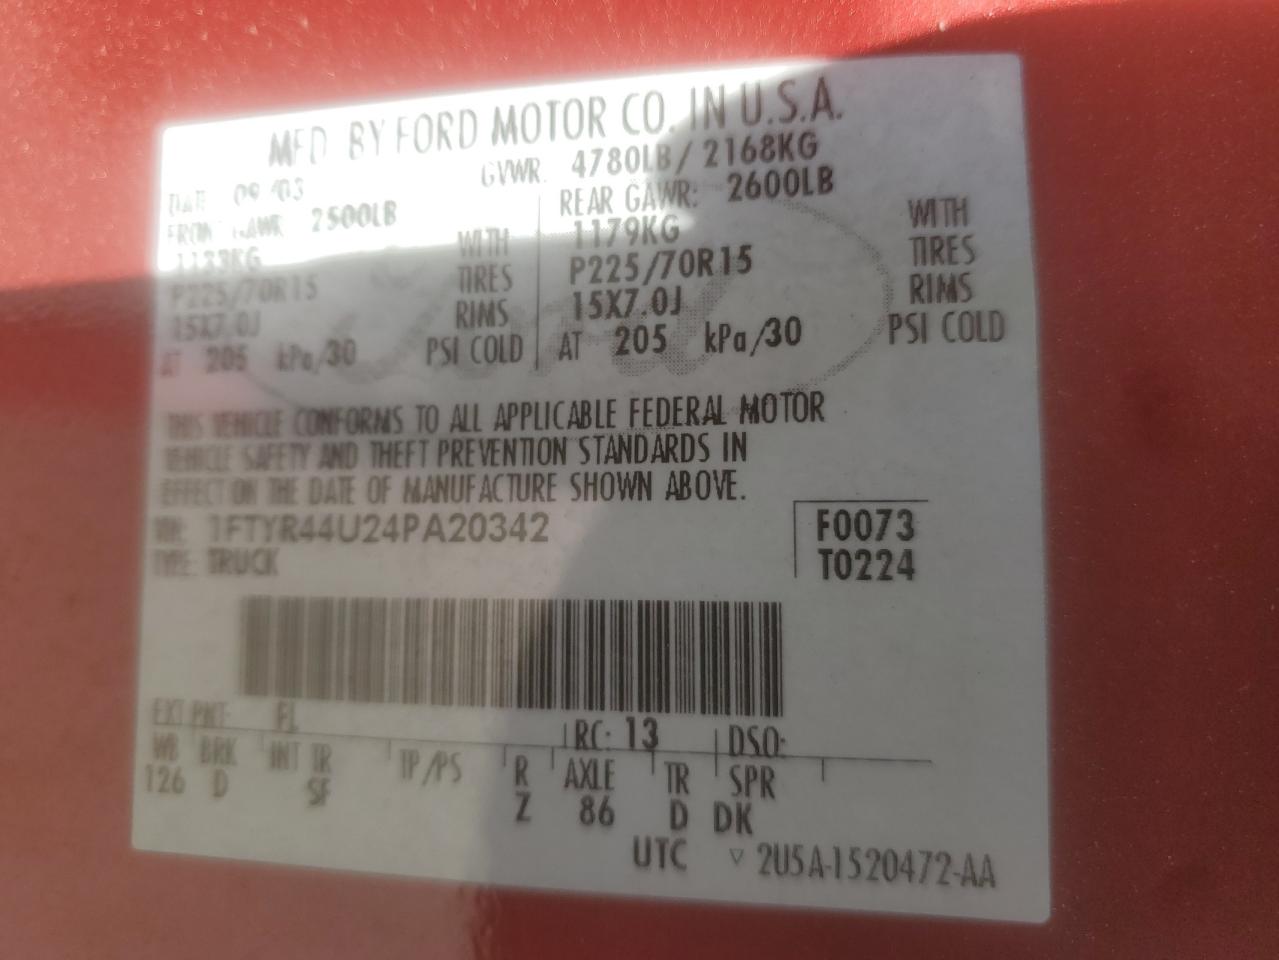 MFD. BY FORD MOTOR CO. IN U.S.A.
DATE 09/03 GVWR: 4780LB/2168KG
FRONT GAWR: 2500LB REAR GAWR: 2600LB
1133KG WITH 1179KG WITH
P225/70R15 TIRES P225/70R15 TIRES
15X7.0J RIMS 15X7.0J RIMS
AT 205 kPa/30 PSI COLD AT 205 kPa/30 PSI COLD
THIS VEHICLE CONFORMS TO ALL APPLICABLE FEDERAL MOTOR
VEHICLE SAFETY AND THEFT PREVENTION STANDARDS IN
EFFECT ON THE DATE OF MANUFACTURE SHOWN ABOVE.
VIN: 1FTYR44U24PA20342 F0073
TYPE: TRUCK T0224
EXT PNT: FL RC: 13 DSO:
WB BRK INT TR TP/PS R AXLE TR SPR
126 D SF Z 86 D DK
UTC ▽ 2U5A-1520472-AA